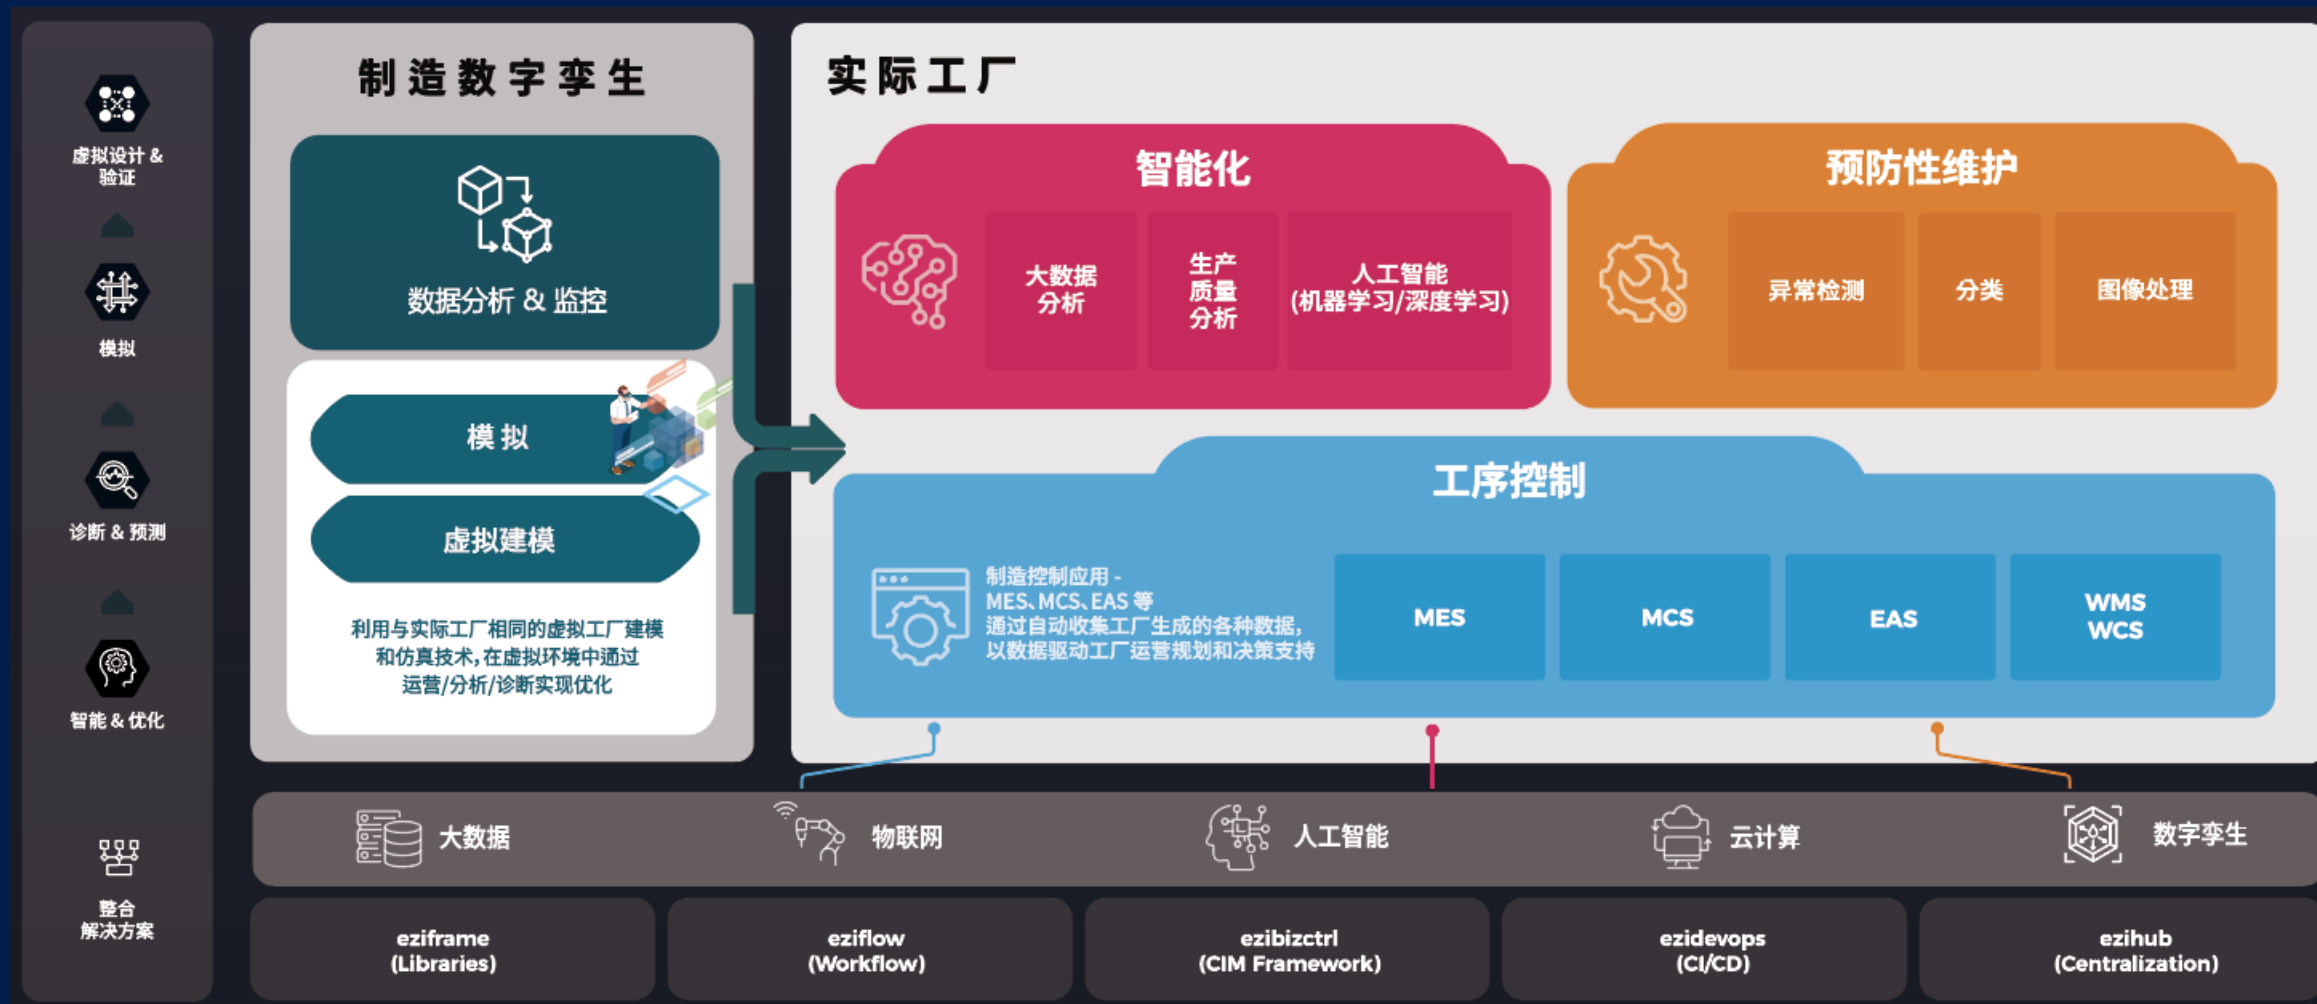 虚拟设计 &
验证
模拟
诊断 & 预测
智能 & 优化
整合
解决方案
制造数字孪生
数据分析 & 监控
模拟
虚拟建模
利用与实际工厂相同的虚拟工厂建模
和仿真技术，在虚拟环境中通过
运营/分析/诊断实现优化
实际工厂
智能化
大数据
分析
生产
质量
分析
人工智能
(机器学习/深度学习)
预防性维护
异常检测
分类
图像处理
工序控制
制造控制应用 -
MES、MCS、EAS 等
通过自动收集工厂生成的各种数据，
以数据驱动工厂运营规划和决策支持
MES
MCS
EAS
WMS
WCS
大数据
物联网
人工智能
云计算
数字孪生
eziframe
(Libraries)
eziflow
(Workflow)
ezibizctrl
(CIM Framework)
ezidevops
(CI/CD)
ezihub
(Centralization)